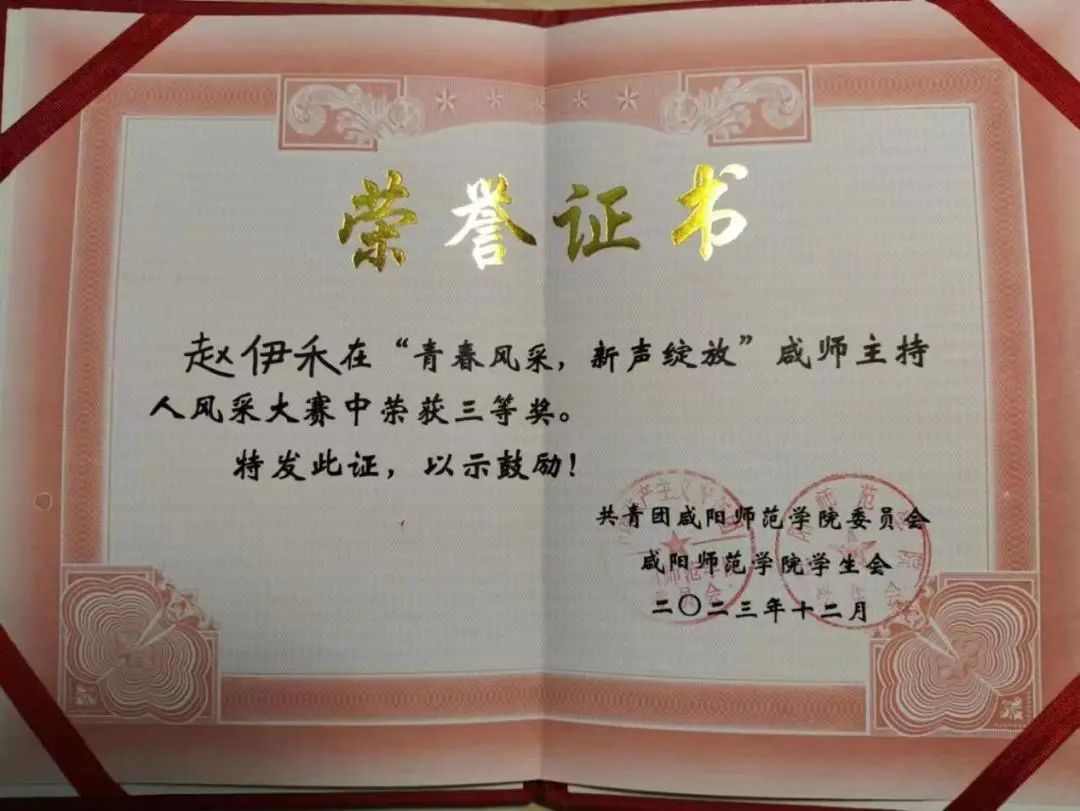 荣誉证书
赵伊禾在“青春风采，新声绽放”咸师主持
人风采大赛中荣获三等奖。
特发此证，以示鼓励！
共青团咸阳师范学院委员会
咸阳师范学院学生会
二〇二三年十二月